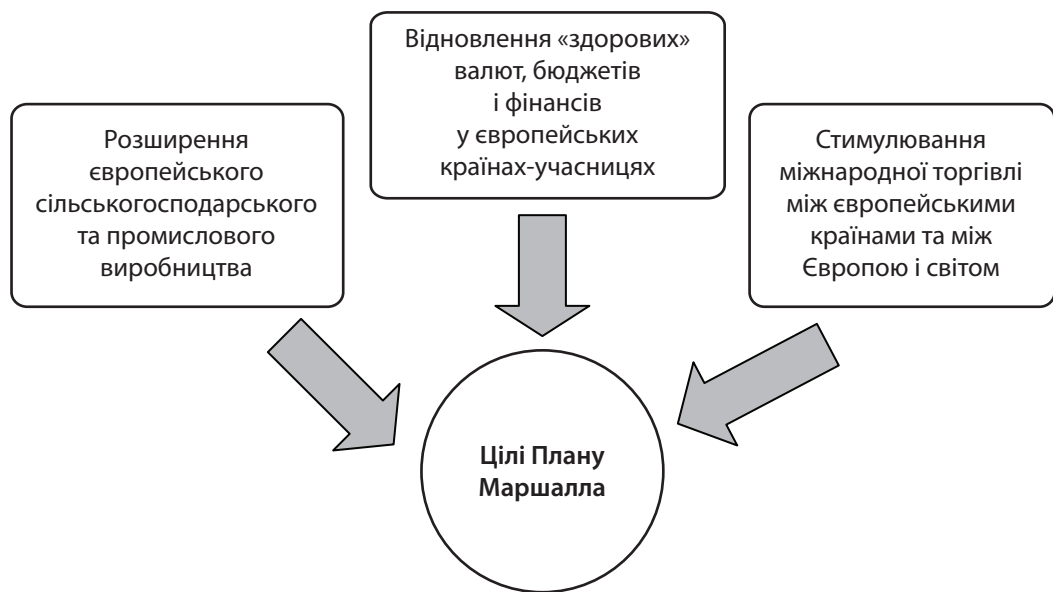 Розширення
європейського
сільськогосподарського
та промислового
виробництва
Відновлення «здорових»
валют, бюджетів
і фінансів
у європейських
країнах-учасницях
Стимулювання
міжнародної торгівлі
між європейськими
країнами та між
Європою і світом
Цілі Плану
Маршалла